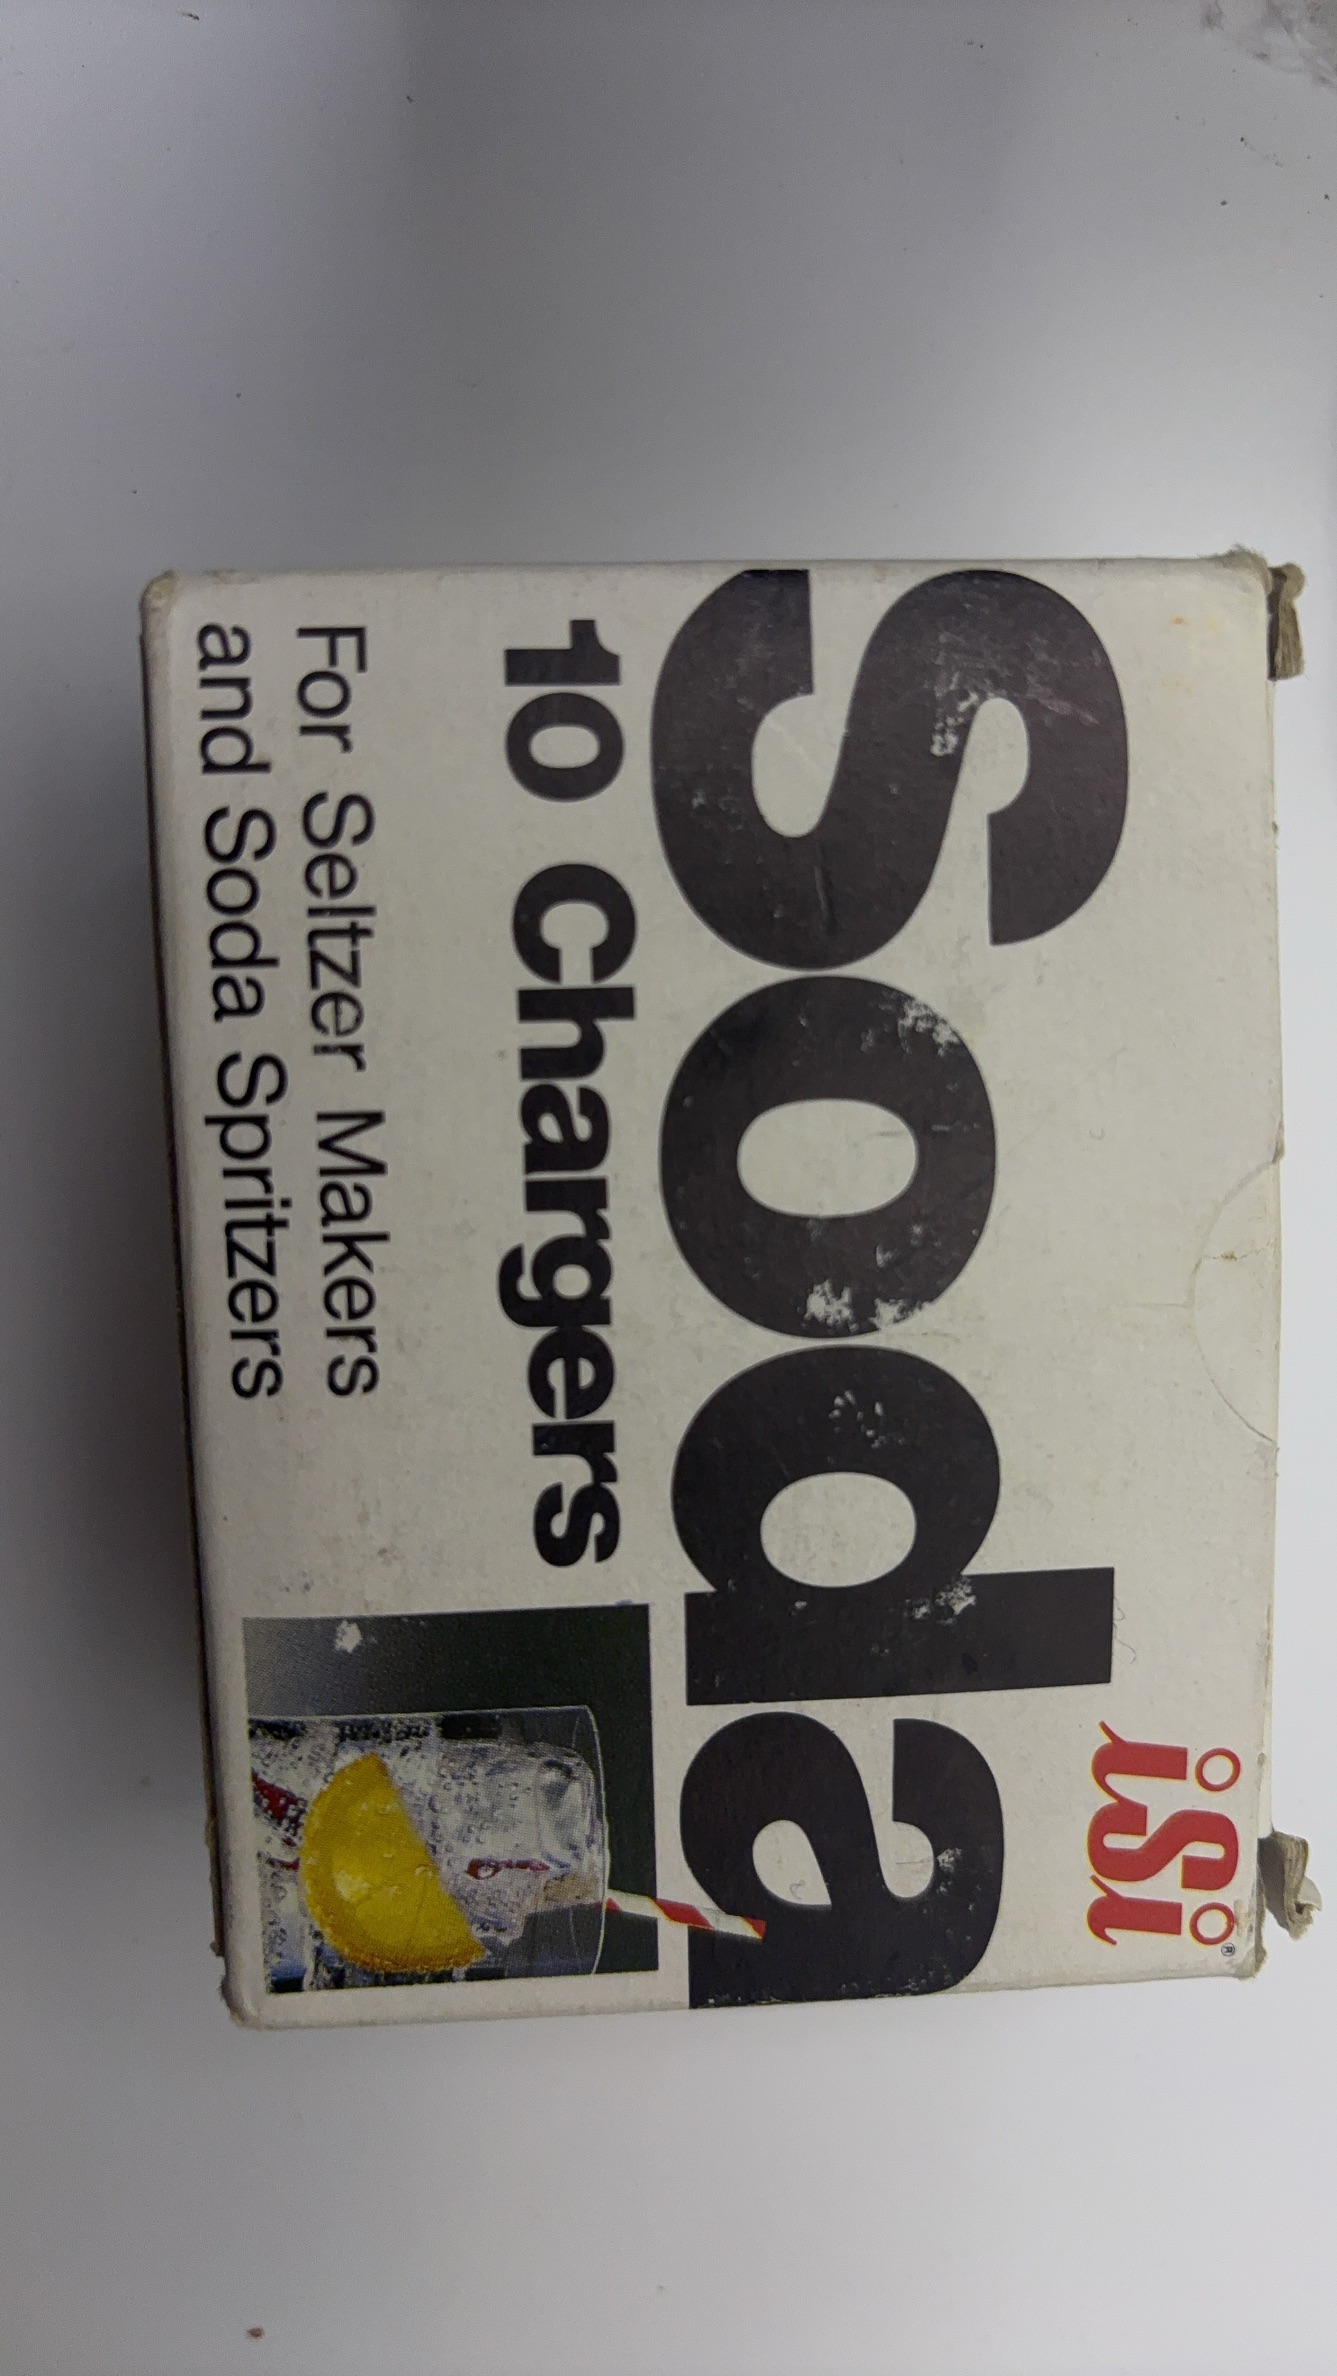 iSi®
Soda
10 Chargers
For Seltzer Makers
and Soda Spritzers